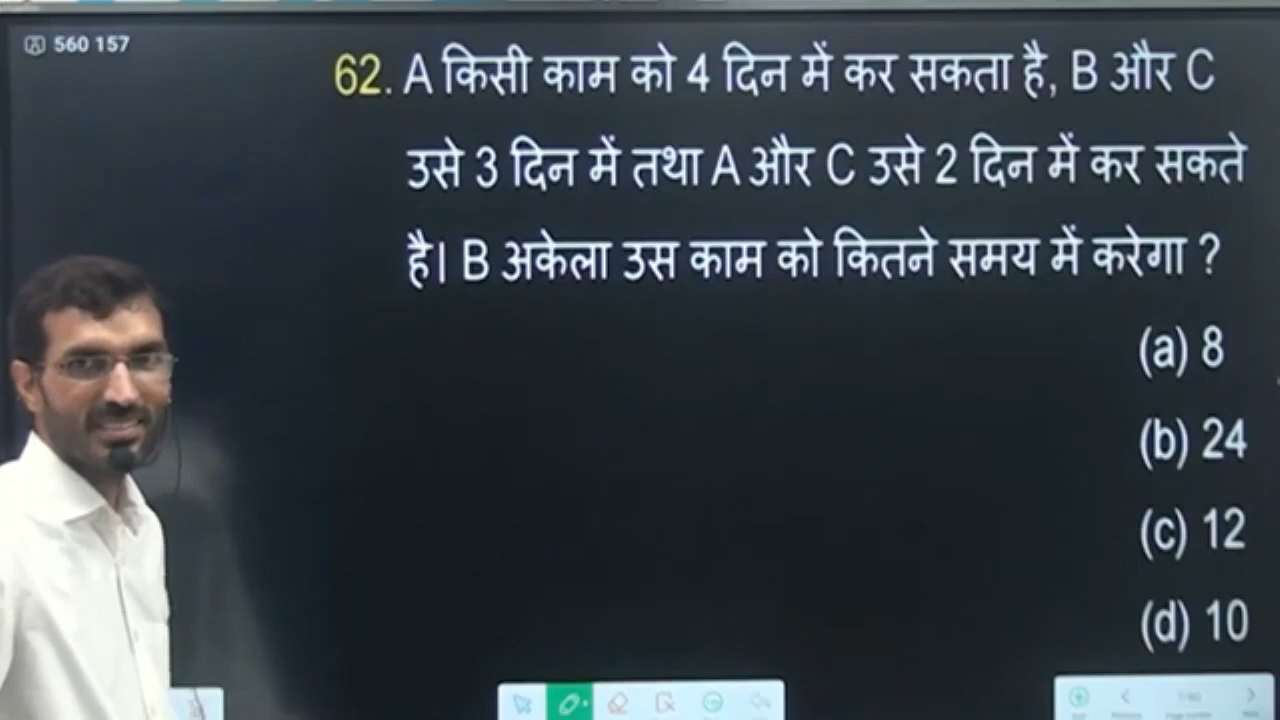 560 157
62. A किसी काम को 4 दिन में कर सकता है, B और C
उसे 3 दिन में तथा A और C उसे 2 दिन में कर सकते
है। B अकेला उस काम को कितने समय में करेगा ?
(a) 8
(b) 24
(c) 12
(d) 10